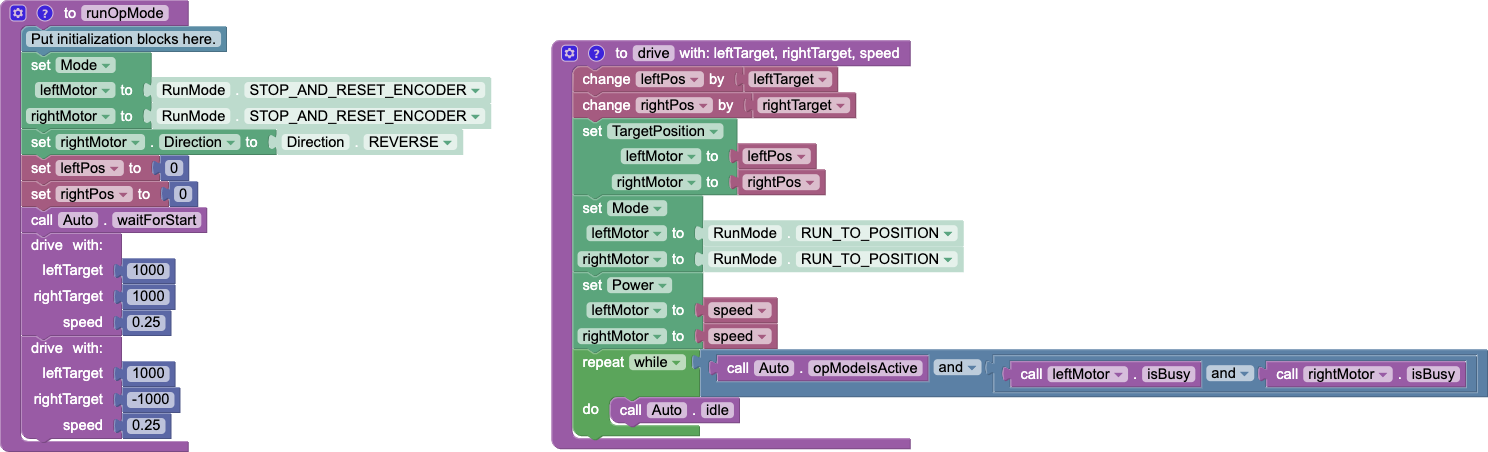 to runOpMode
Put initialization blocks here.
set Mode
leftMotor to RunMode . STOP_AND_RESET_ENCODER
rightMotor to RunMode . STOP_AND_RESET_ENCODER
set rightMotor . Direction to Direction . REVERSE
set leftPos to 0
set rightPos to 0
call Auto . waitForStart
drive with:
leftTarget 1000
rightTarget 1000
speed 0.25
drive with:
leftTarget 1000
rightTarget -1000
speed 0.25
to drive with: leftTarget, rightTarget, speed
change leftPos by leftTarget
change rightPos by rightTarget
set TargetPosition
leftMotor to leftPos
rightMotor to rightPos
set Mode
leftMotor to RunMode . RUN_TO_POSITION
rightMotor to RunMode . RUN_TO_POSITION
set Power
leftMotor to speed
rightMotor to speed
repeat while call Auto . opModeIsActive and call leftMotor . isBusy and call rightMotor . isBusy
do call Auto . idle